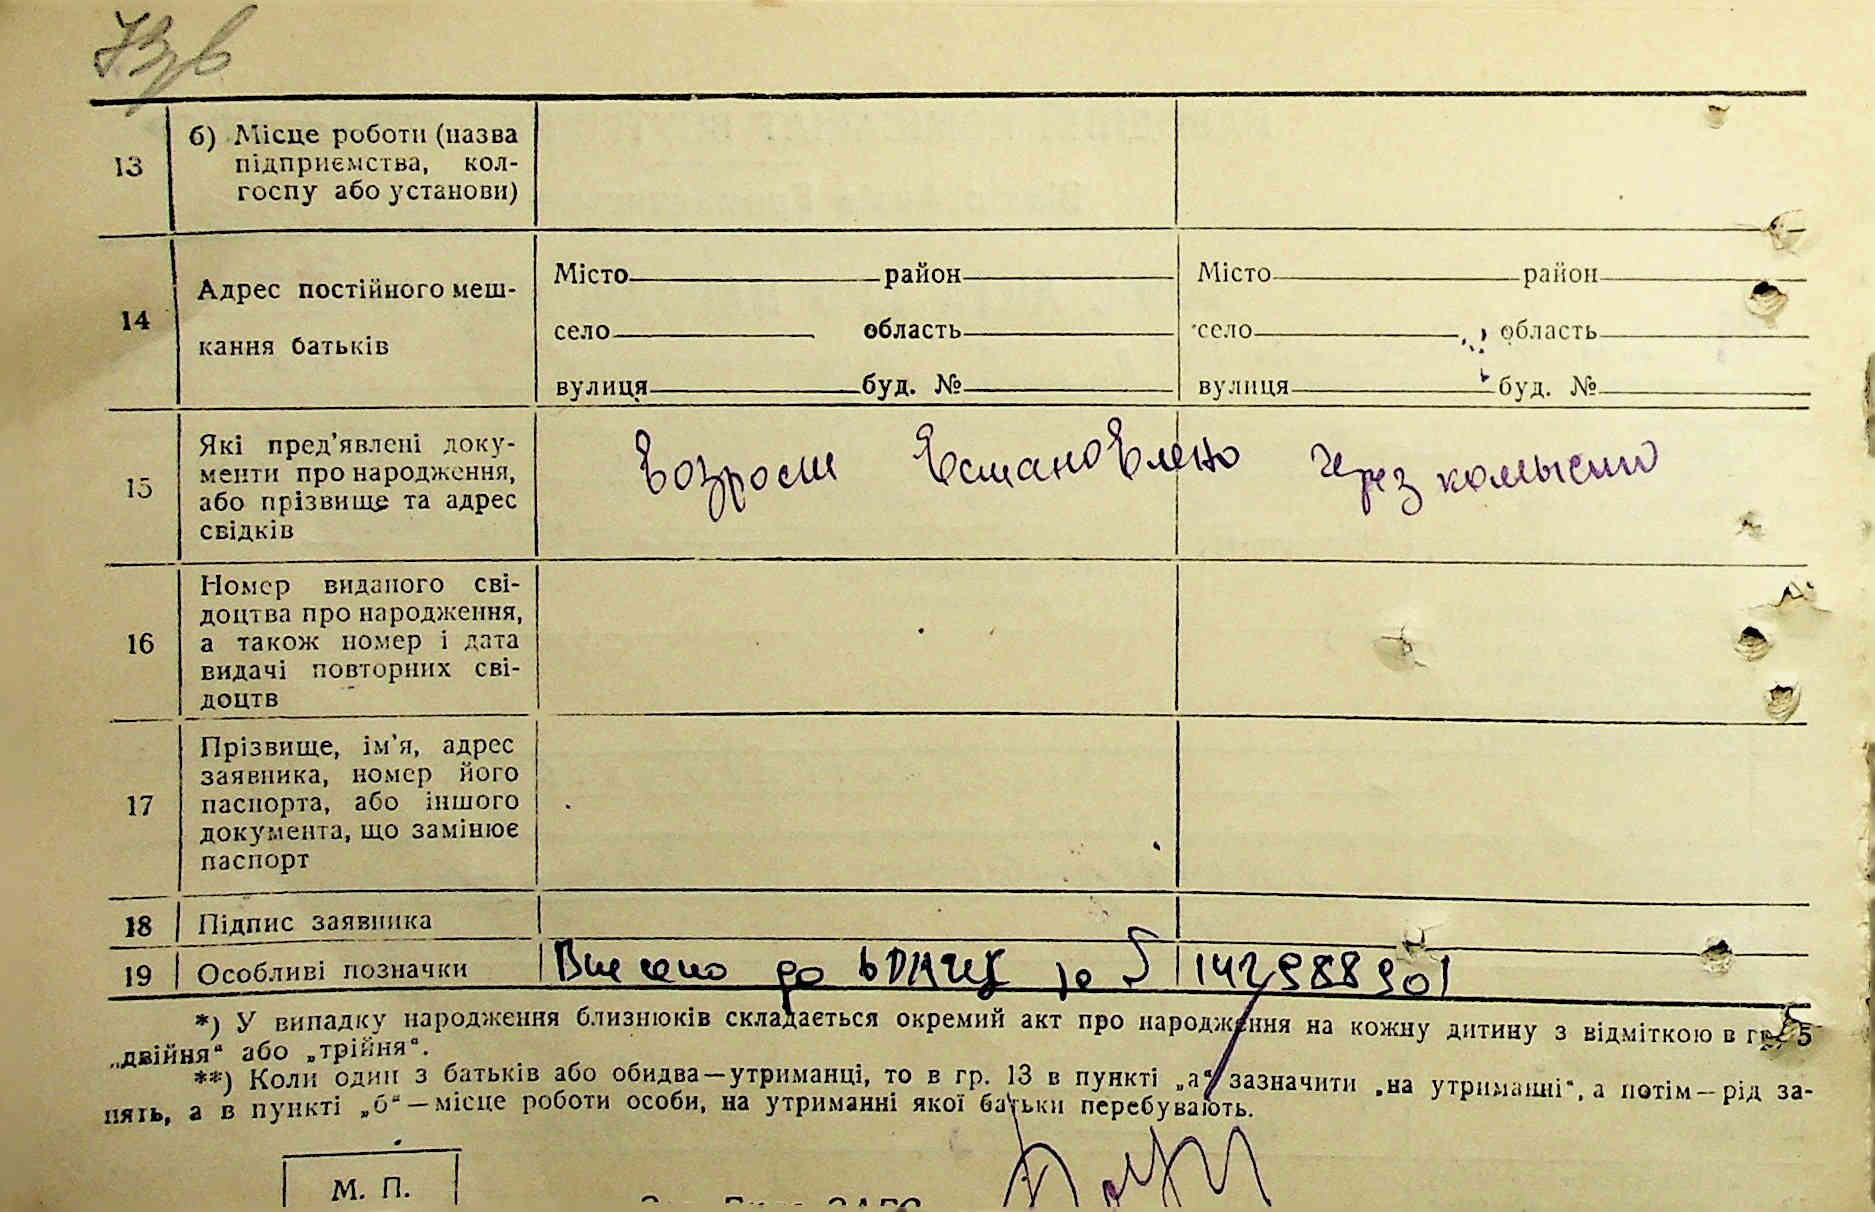 13
б) Місце роботи (назва
підприємства, кол-
госпу або установи)
14
Адрес постійного меш-
кання батьків
Місто район
село область
вулиця буд. №
Місто район
село область
вулиця буд. №
15
Які пред'явлені доку-
менти про народження,
або прізвище та адрес
свідків
возрост востановлено через комысию
16
Номер виданого сві-
доцтва про народження,
а також номер і дата
видачі повторних сві-
доцтв
17
Прізвище, ім'я, адрес
заявника, номер його
паспорта, або іншого
документа, що замінює
паспорт
18
Підпис заявника
19
Особливі позначки
Внесено до ЄДРАЦС за
*) У випадку народження близнюків складається окремий акт про народження на кожну дитину з відміткою в гр. 5
„двійня" або „трійня".
**) Коли один з батьків або обидва—утриманці, то в гр. 13 в пункті „а" зазначити „на утриманні", а потім—рід за-
нять, а в пункті „б"—місце роботи особи, на утриманні якої батьки перебувають.
М. П.